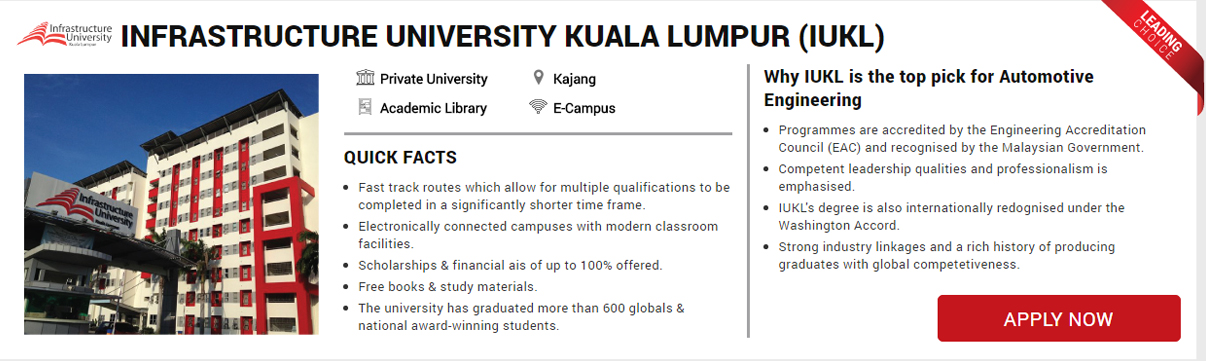 Infrastructure
University
Kuala Lumpur
INFRASTRUCTURE UNIVERSITY KUALA LUMPUR (IUKL)
LEADING
CHOICE
Infrastructure
University
Private University
Kajang
Academic Library
E-Campus
QUICK FACTS
Fast track routes which allow for multiple qualifications to be
completed in a significantly shorter time frame.
Electronically connected campuses with modern classroom
facilities.
Scholarships & financial ais of up to 100% offered.
Free books & study materials.
The university has graduated more than 600 globals &
national award-winning students.
Why IUKL is the top pick for Automotive
Engineering
Programmes are accredited by the Engineering Accreditation
Council (EAC) and recognised by the Malaysian Government.
Competent leadership qualities and professionalism is
emphasised.
IUKL's degree is also internationally redognised under the
Washington Accord.
Strong industry linkages and a rich history of producing
graduates with global competetiveness.
APPLY NOW